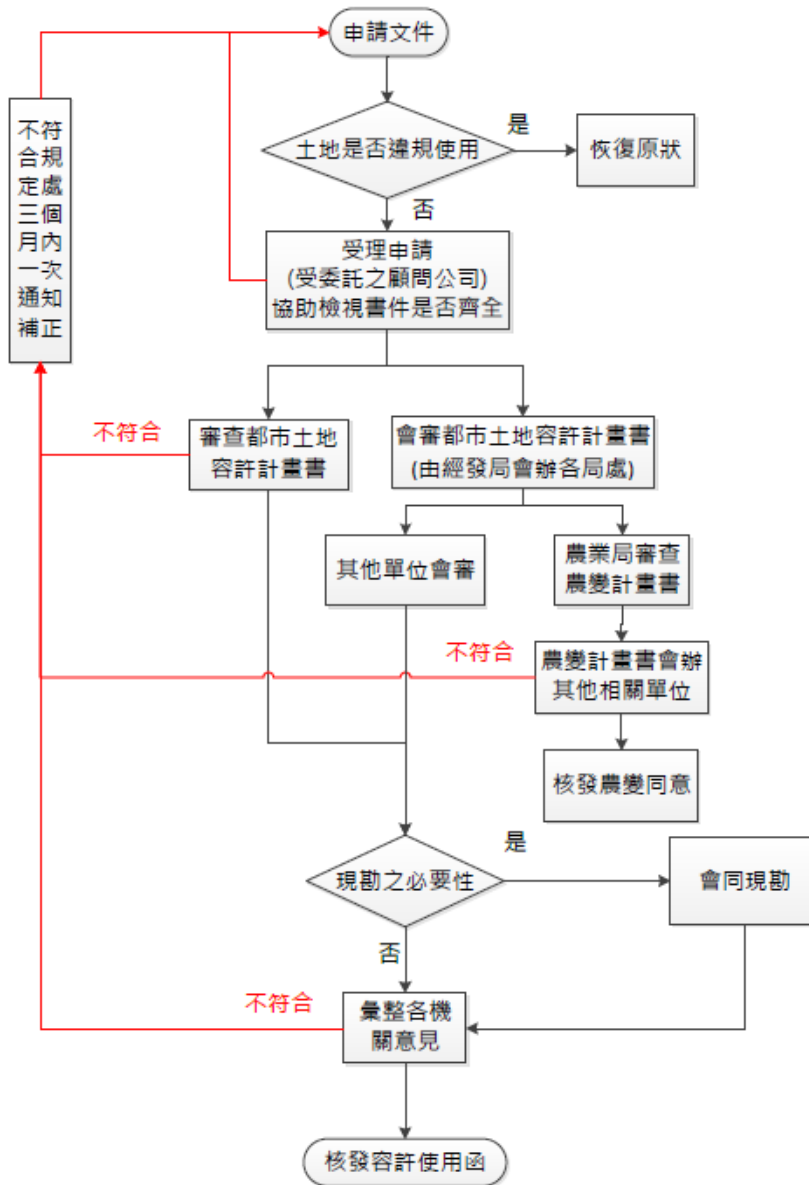 申請文件
不符
合規
定處
三個
月內
一次
通知
補正
土地是否違規使用
是
恢復原狀
否
受理申請
(受委託之顧問公司)
協助檢視書件是否齊全
不符合
審查都市土地
容許計畫書
會審都市土地容許計畫書
(由經發局會辦各局處)
其他單位會審
農業局審查
農變計畫書
不符合
農變計畫書會辦
其他相關單位
核發農變同意
現勘之必要性
是
會同現勘
否
不符合
彙整各機
關意見
核發容許使用函